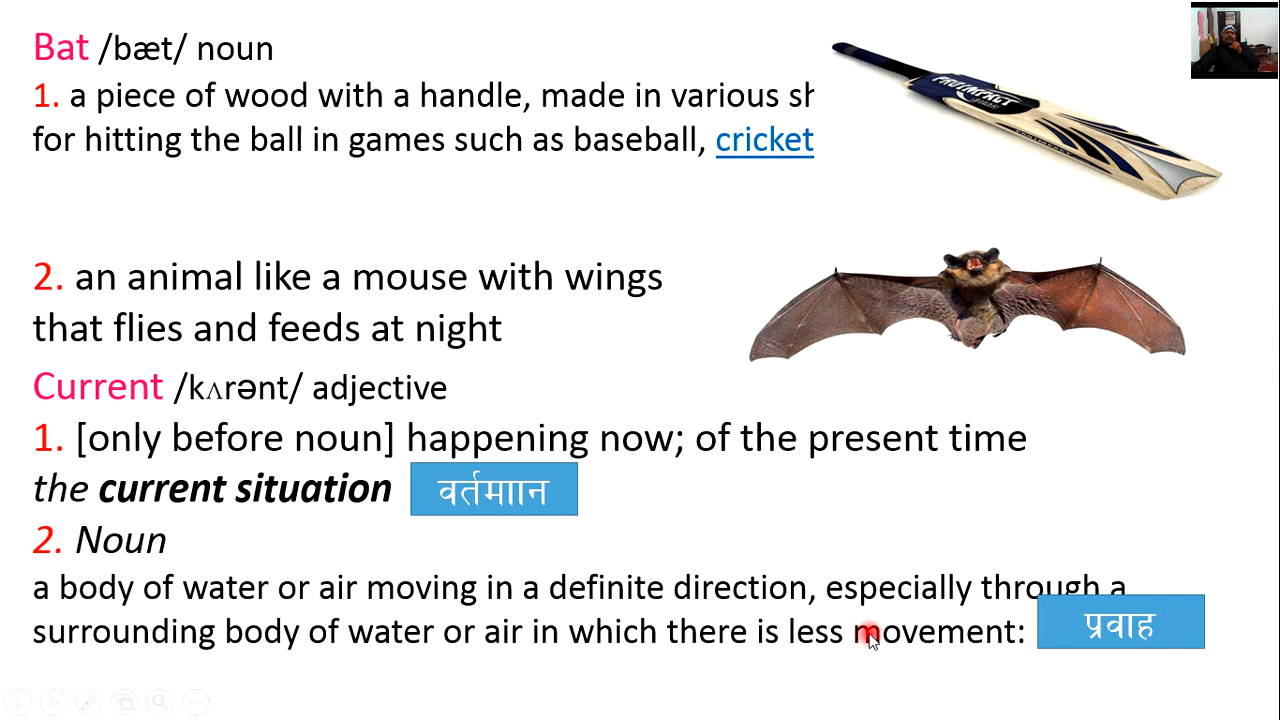 Bat /bæt/ noun
1. a piece of wood with a handle, made in various
for hitting the ball in games such as baseball, cricket
2. an animal like a mouse with wings
that flies and feeds at night
Current /kʌrənt/ adjective
1. [only before noun] happening now; of the present time
the current situation वर्तमाान
2. Noun
a body of water or air moving in a definite direction, especially through a
surrounding body of water or air in which there is less movement: प्रवाह